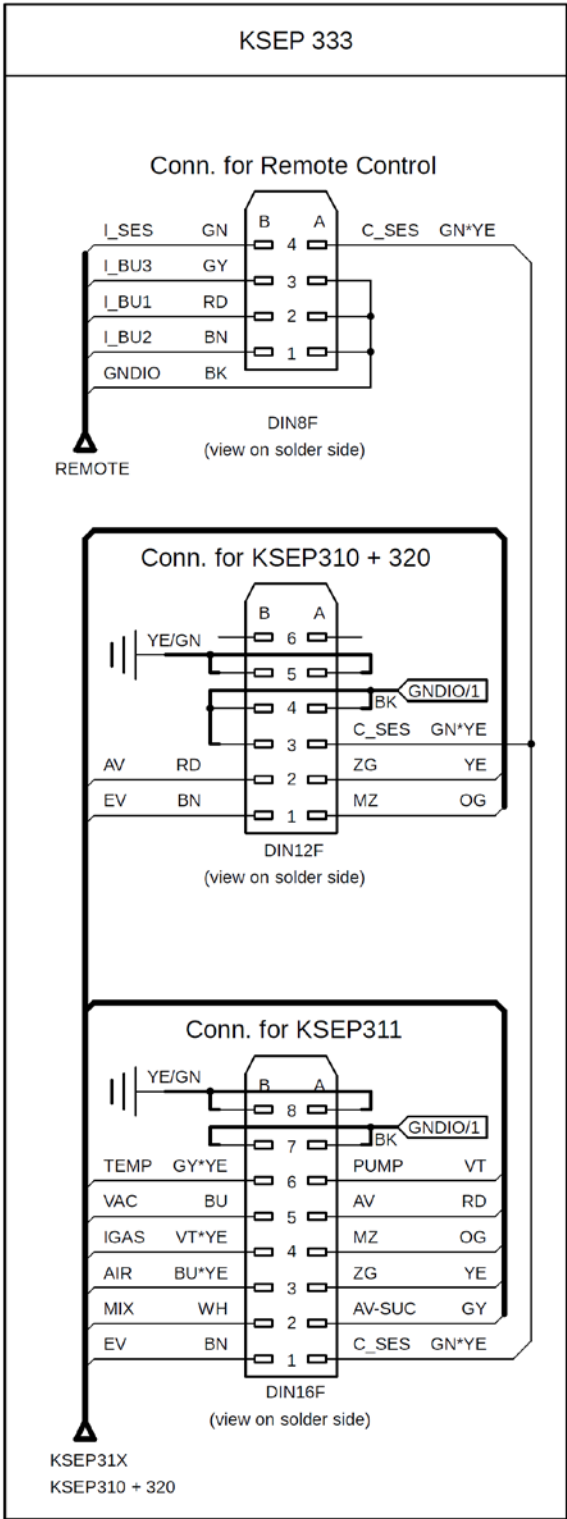 KSEP 333
Conn. for Remote Control
B A
I_SES GN 4 C_SES GN*YE
I_BU3 GY 3
I_BU1 RD 2
I_BU2 BN 1
GNDIO BK
DIN8F
(view on solder side)
REMOTE
Conn. for KSEP310 + 320
B A
YE/GN 6
5
GNDIO/1
4 BK
3 C_SES GN*YE
AV RD 2 ZG YE
EV BN 1 MZ OG
DIN12F
(view on solder side)
Conn. for KSEP311
YE/GN B A
8
GNDIO/1
7 BK
TEMP GY*YE 6 PUMP VT
VAC BU 5 AV RD
IGAS VT*YE 4 MZ OG
AIR BU*YE 3 ZG YE
MIX WH 2 AV-SUC GY
EV BN 1 C_SES GN*YE
DIN16F
(view on solder side)
KSEP31X
KSEP310 + 320